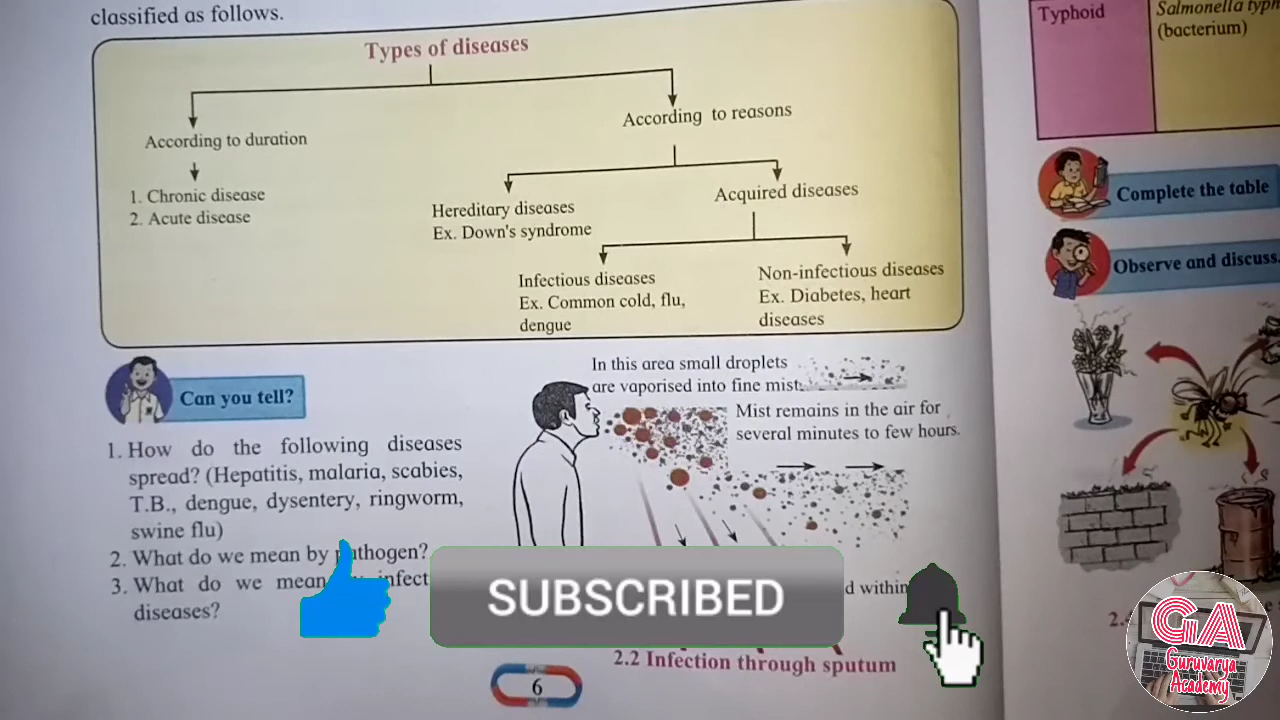 classified as follows.
Types of diseases
According to duration
1. Chronic disease
2. Acute disease
According to reasons
Hereditary diseases
Ex. Down's syndrome
Acquired diseases
Infectious diseases
Ex. Common cold, flu,
dengue
Non-infectious diseases
Ex. Diabetes, heart
diseases
Can you tell?
1. How do the following diseases
spread? (Hepatitis, malaria, scabies,
T.B., dengue, dysentery, ringworm,
swine flu)
2. What do we mean by pathogen?
3. What do we mean
diseases?
In this area small droplets
are vaporised into fine mist.
Mist remains in the air for
several minutes to few hours.
within
2.2 Infection through sputum
6
Typhoid
Salmonella
(bacterium)
Complete the table
Observe and discuss.
SUBSCRIBED
GA
Guruvarya
Academy